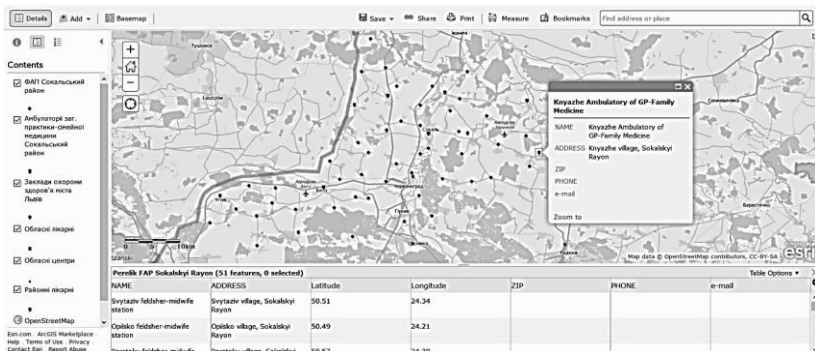 Details
Add
Basemap
Save
Share
Print
Measure
Bookmarks
Find address or place
Contents
ФАП Сокальський
район
Амбулаторії заг.
практики-сімейної
медицини
Сокальський
район
Заклади охорони
здоров'я міста
Львів
Обласні лікарні
Обласні центри
Районні лікарні
OpenStreetMap
Esri.com . ArcGIS Marketplace .
Help . Terms of Use . Privacy .
Contact Esri . Report Abuse
Knyazhe Ambulatory of GP-Family
Medicine
NAME Knyazhe Ambulatory of
GP-Family Medicine
ADDRESS Knyazhe village, Sokalskyi
Rayon
ZIP
PHONE
e-mail
Zoom to
0 5 10km
Map data © OpenStreetMap contributors, CC-BY-SA
esri
Perelik FAP Sokalskyi Rayon (51 features, 0 selected)
Table Options
NAME ADDRESS Latitude Longitude ZIP PHONE e-mail
Svytaziv feldsher-midwife
station
Svytaziv village, Sokalskyi
Rayon
50.51 24.34
Opilsko feldsher-midwife
station
Opilsko village, Sokalskyi
Rayon
50.49 24.21